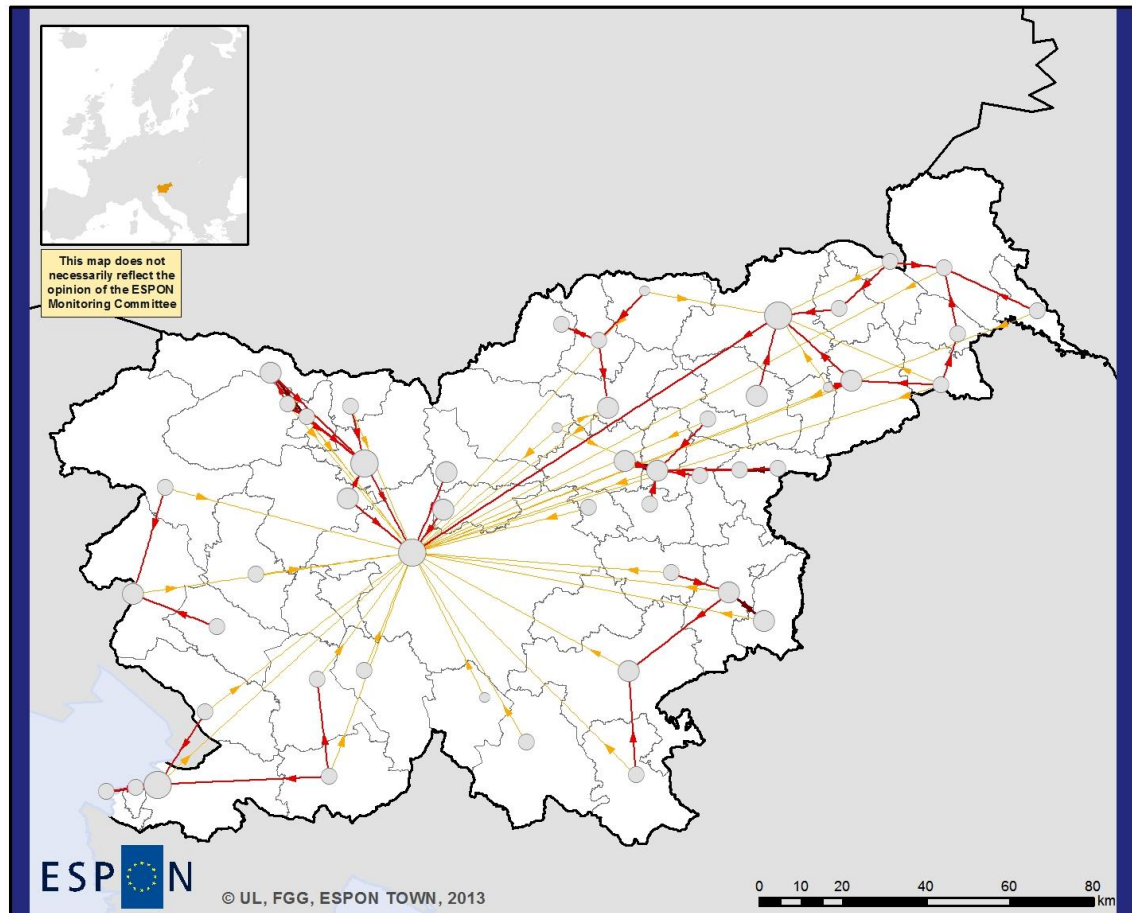 This map does not
necessarily reflect the
opinion of the ESPON
Monitoring Committee
ESPON
© UL, FGG, ESPON TOWN, 2013
0 10 20 40 60 80
km